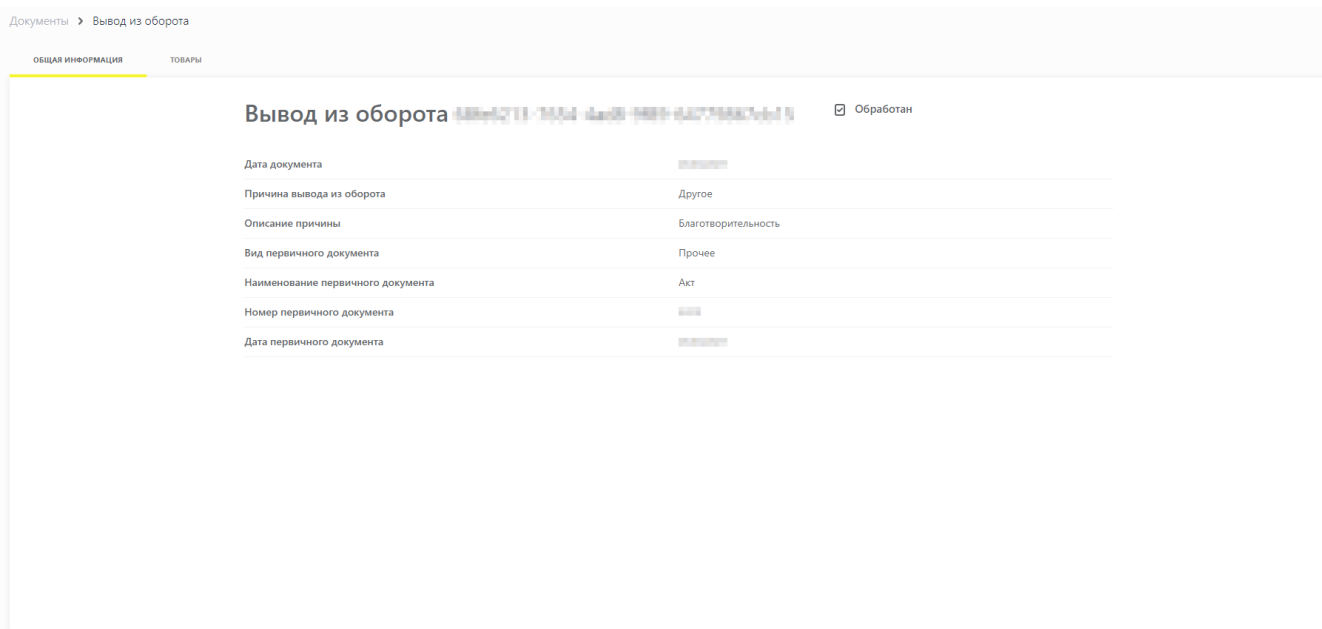 Документы > Вывод из оборота
ОБЩАЯ ИНФОРМАЦИЯ ТОВАРЫ
Вывод из оборота Обработан
Дата документа
Причина вывода из оборота Другое
Описание причины Благотворительность
Вид первичного документа Прочее
Наименование первичного документа Акт
Номер первичного документа
Дата первичного документа